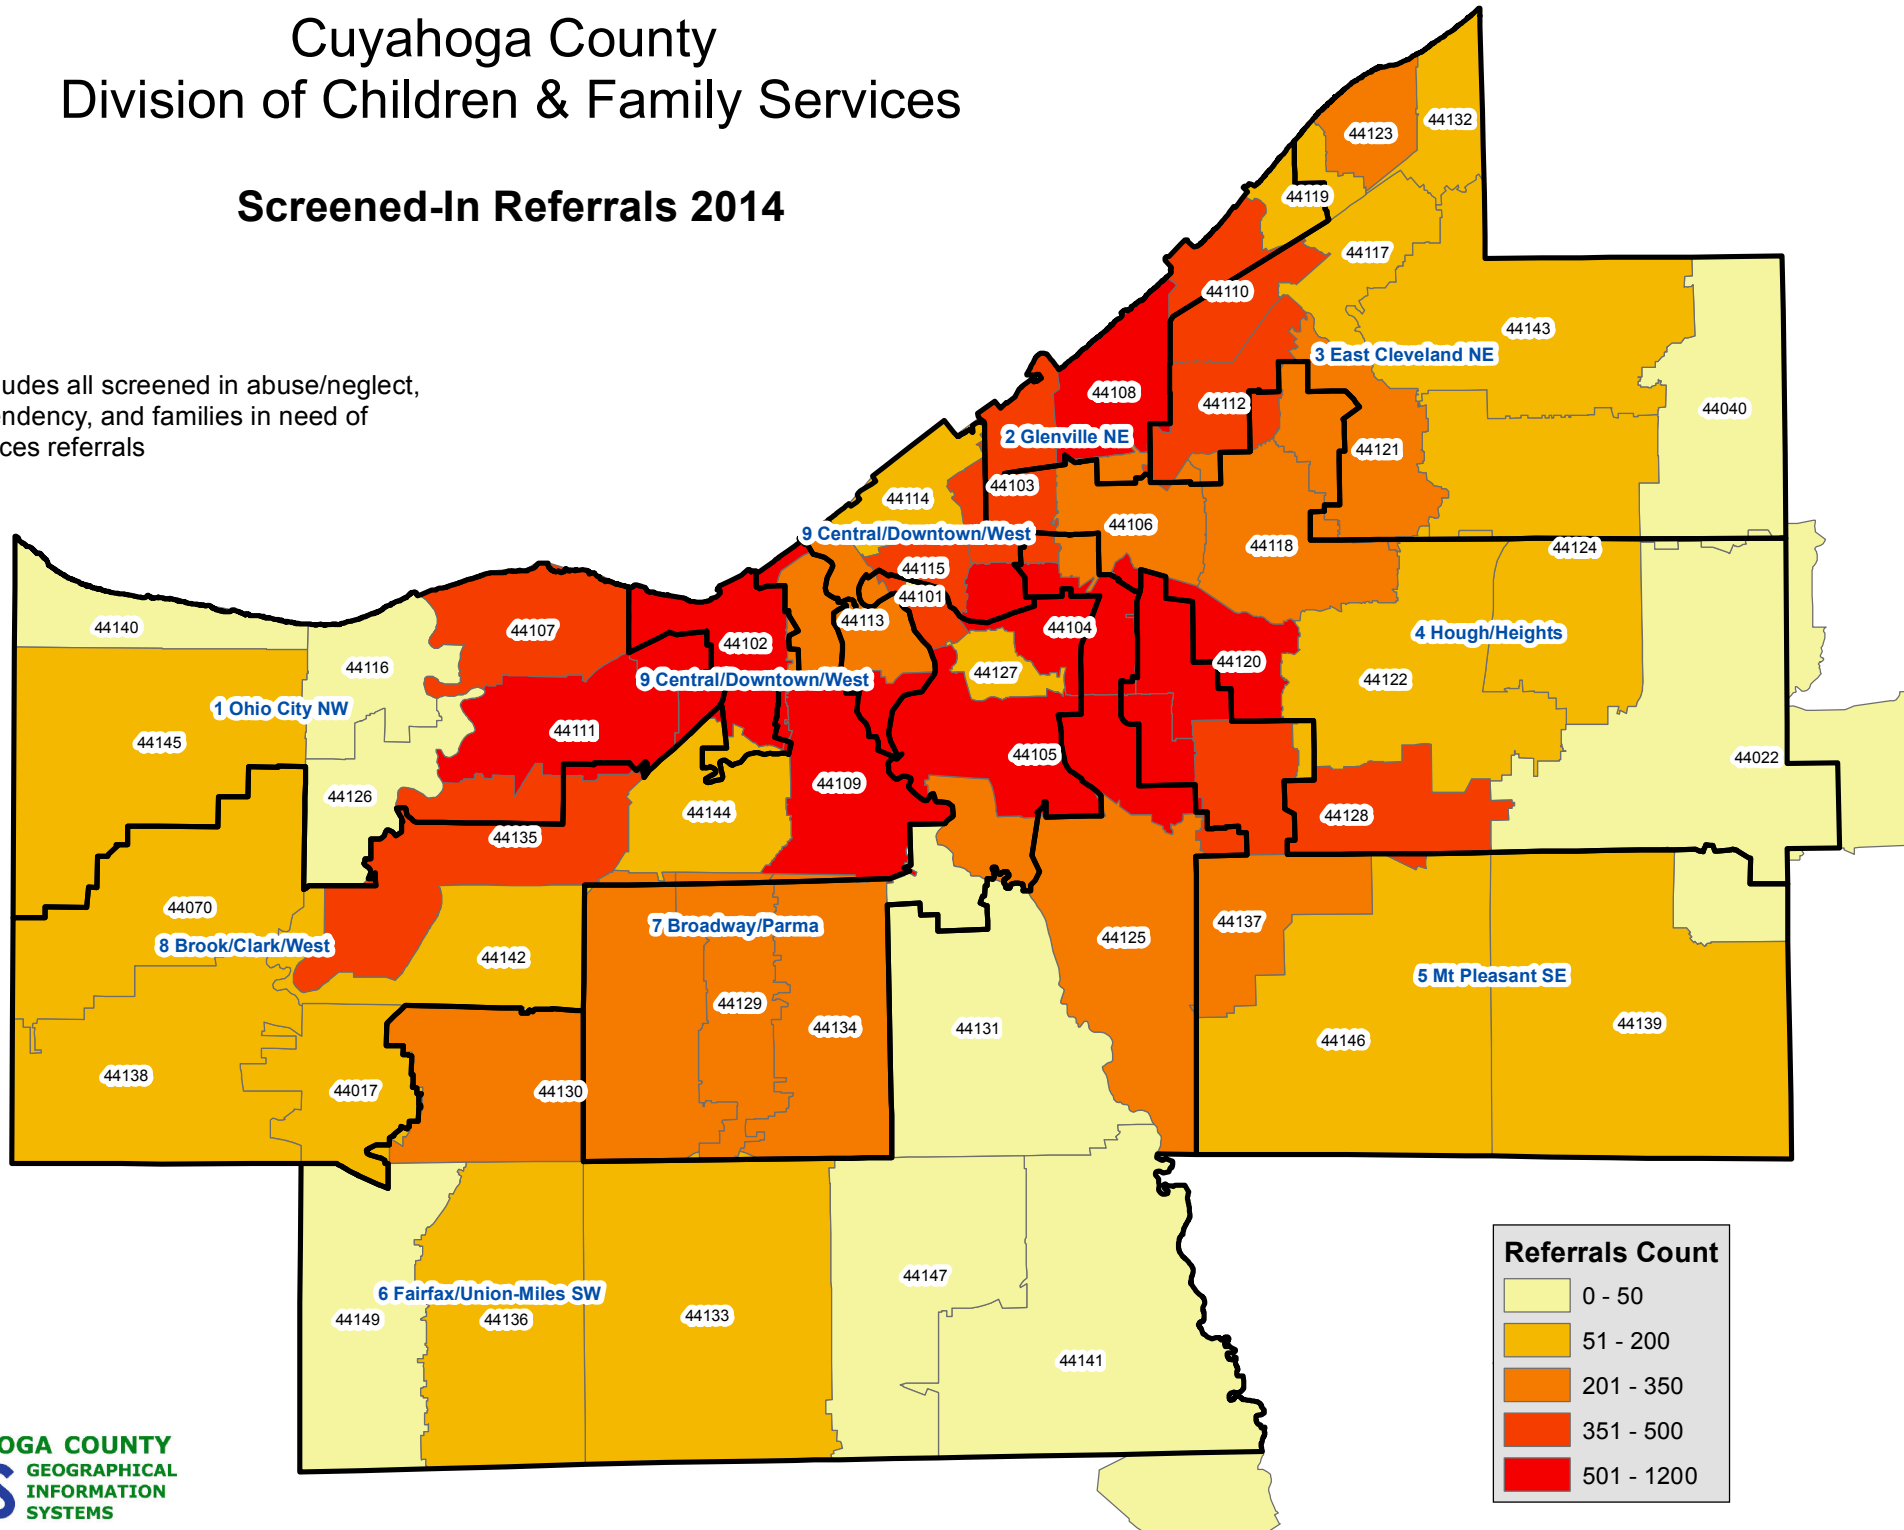 Cuyahoga County
Division of Children & Family Services
Screened-In Referrals 2014
udes all screened in abuse/neglect,
ndency, and families in need of
ces referrals
44132
44123
44119
44117
44110
44143
3 East Cleveland NE
44108
44112
44040
2 Glenville NE
44121
44103
44114
44106
9 Central/Downtown/West
44118
44124
44115
44101
44113
44140
44107
44104
4 Hough/Heights
44102
44116
44120
44127
9 Central/Downtown/West
44122
1 Ohio City NW
44111
44145
44105
44022
44109
44126
44144
44128
44135
44070
44137
7 Broadway/Parma
8 Brook/Clark/West
44125
44142
5 Mt Pleasant SE
44129
44134
44131
44139
44146
44138
44017
44130
44147
6 Fairfax/Union-Miles SW
44149
44136
44133
44141
Referrals Count
0 - 50
51 - 200
201 - 350
351 - 500
501 - 1200
OGA COUNTY
GEOGRAPHICAL
INFORMATION
SYSTEMS